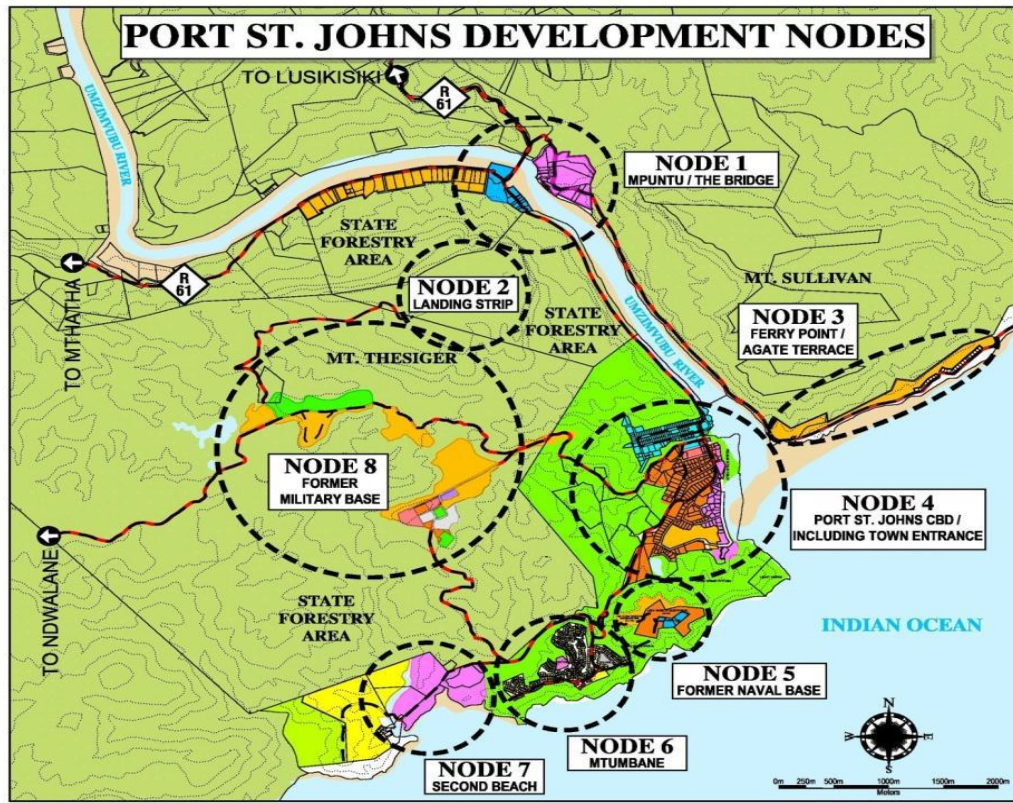 PORT ST. JOHNS DEVELOPMENT NODES
TO LUSIKISIKI
R
61
UMZIMVUBU RIVER
NODE 1
MPUNTU / THE BRIDGE
STATE
FORESTRY
AREA
MT. SULLIVAN
R
61
TO MTHATHA
NODE 2
LANDING STRIP
STATE
FORESTRY
AREA
UMZIMVUBU RIVER
NODE 3
FERRY POINT /
AGATE TERRACE
MT. THESIGER
NODE 8
FORMER
MILITARY BASE
NODE 4
PORT ST. JOHNS CBD /
INCLUDING TOWN ENTRANCE
TO NDWALANE
STATE
FORESTRY
AREA
INDIAN OCEAN
NODE 5
FORMER NAVAL BASE
NODE 6
MTUMBANE
NODE 7
SECOND BEACH
N
W
E
S
0m 250m 500m 1000m 1500m 2000m
Meters